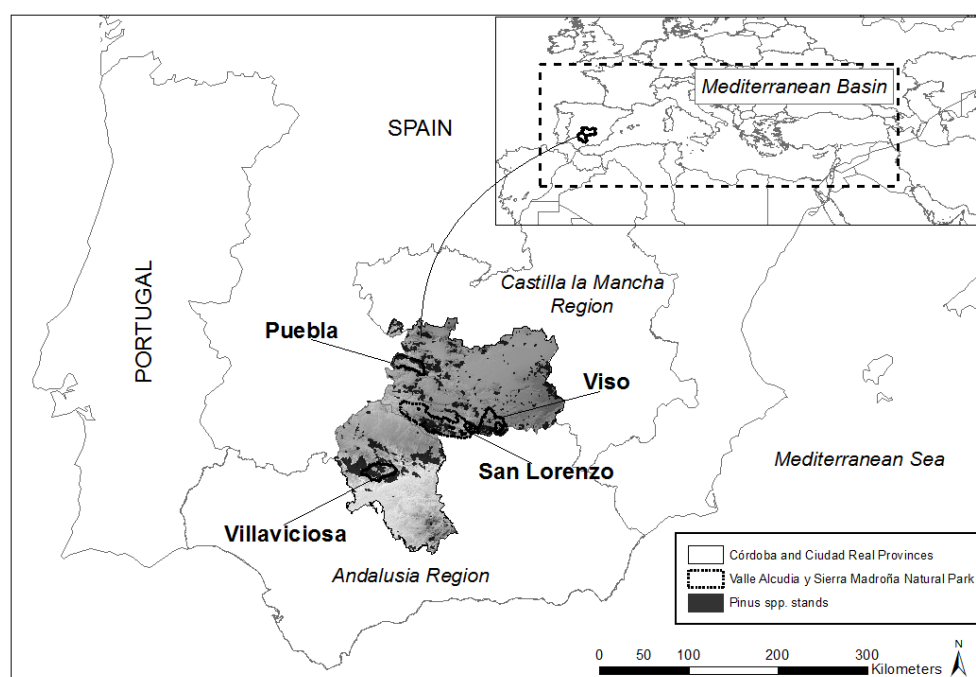 Mediterranean Basin
SPAIN
PORTUGAL
Castilla la Mancha
Region
Puebla
Viso
San Lorenzo
Mediterranean Sea
Villaviciosa
Andalusia Region
Córdoba and Ciudad Real Provinces
Valle Alcudia y Sierra Madroña Natural Park
Pinus spp. stands
0 50 100 200 300
Kilometers
N